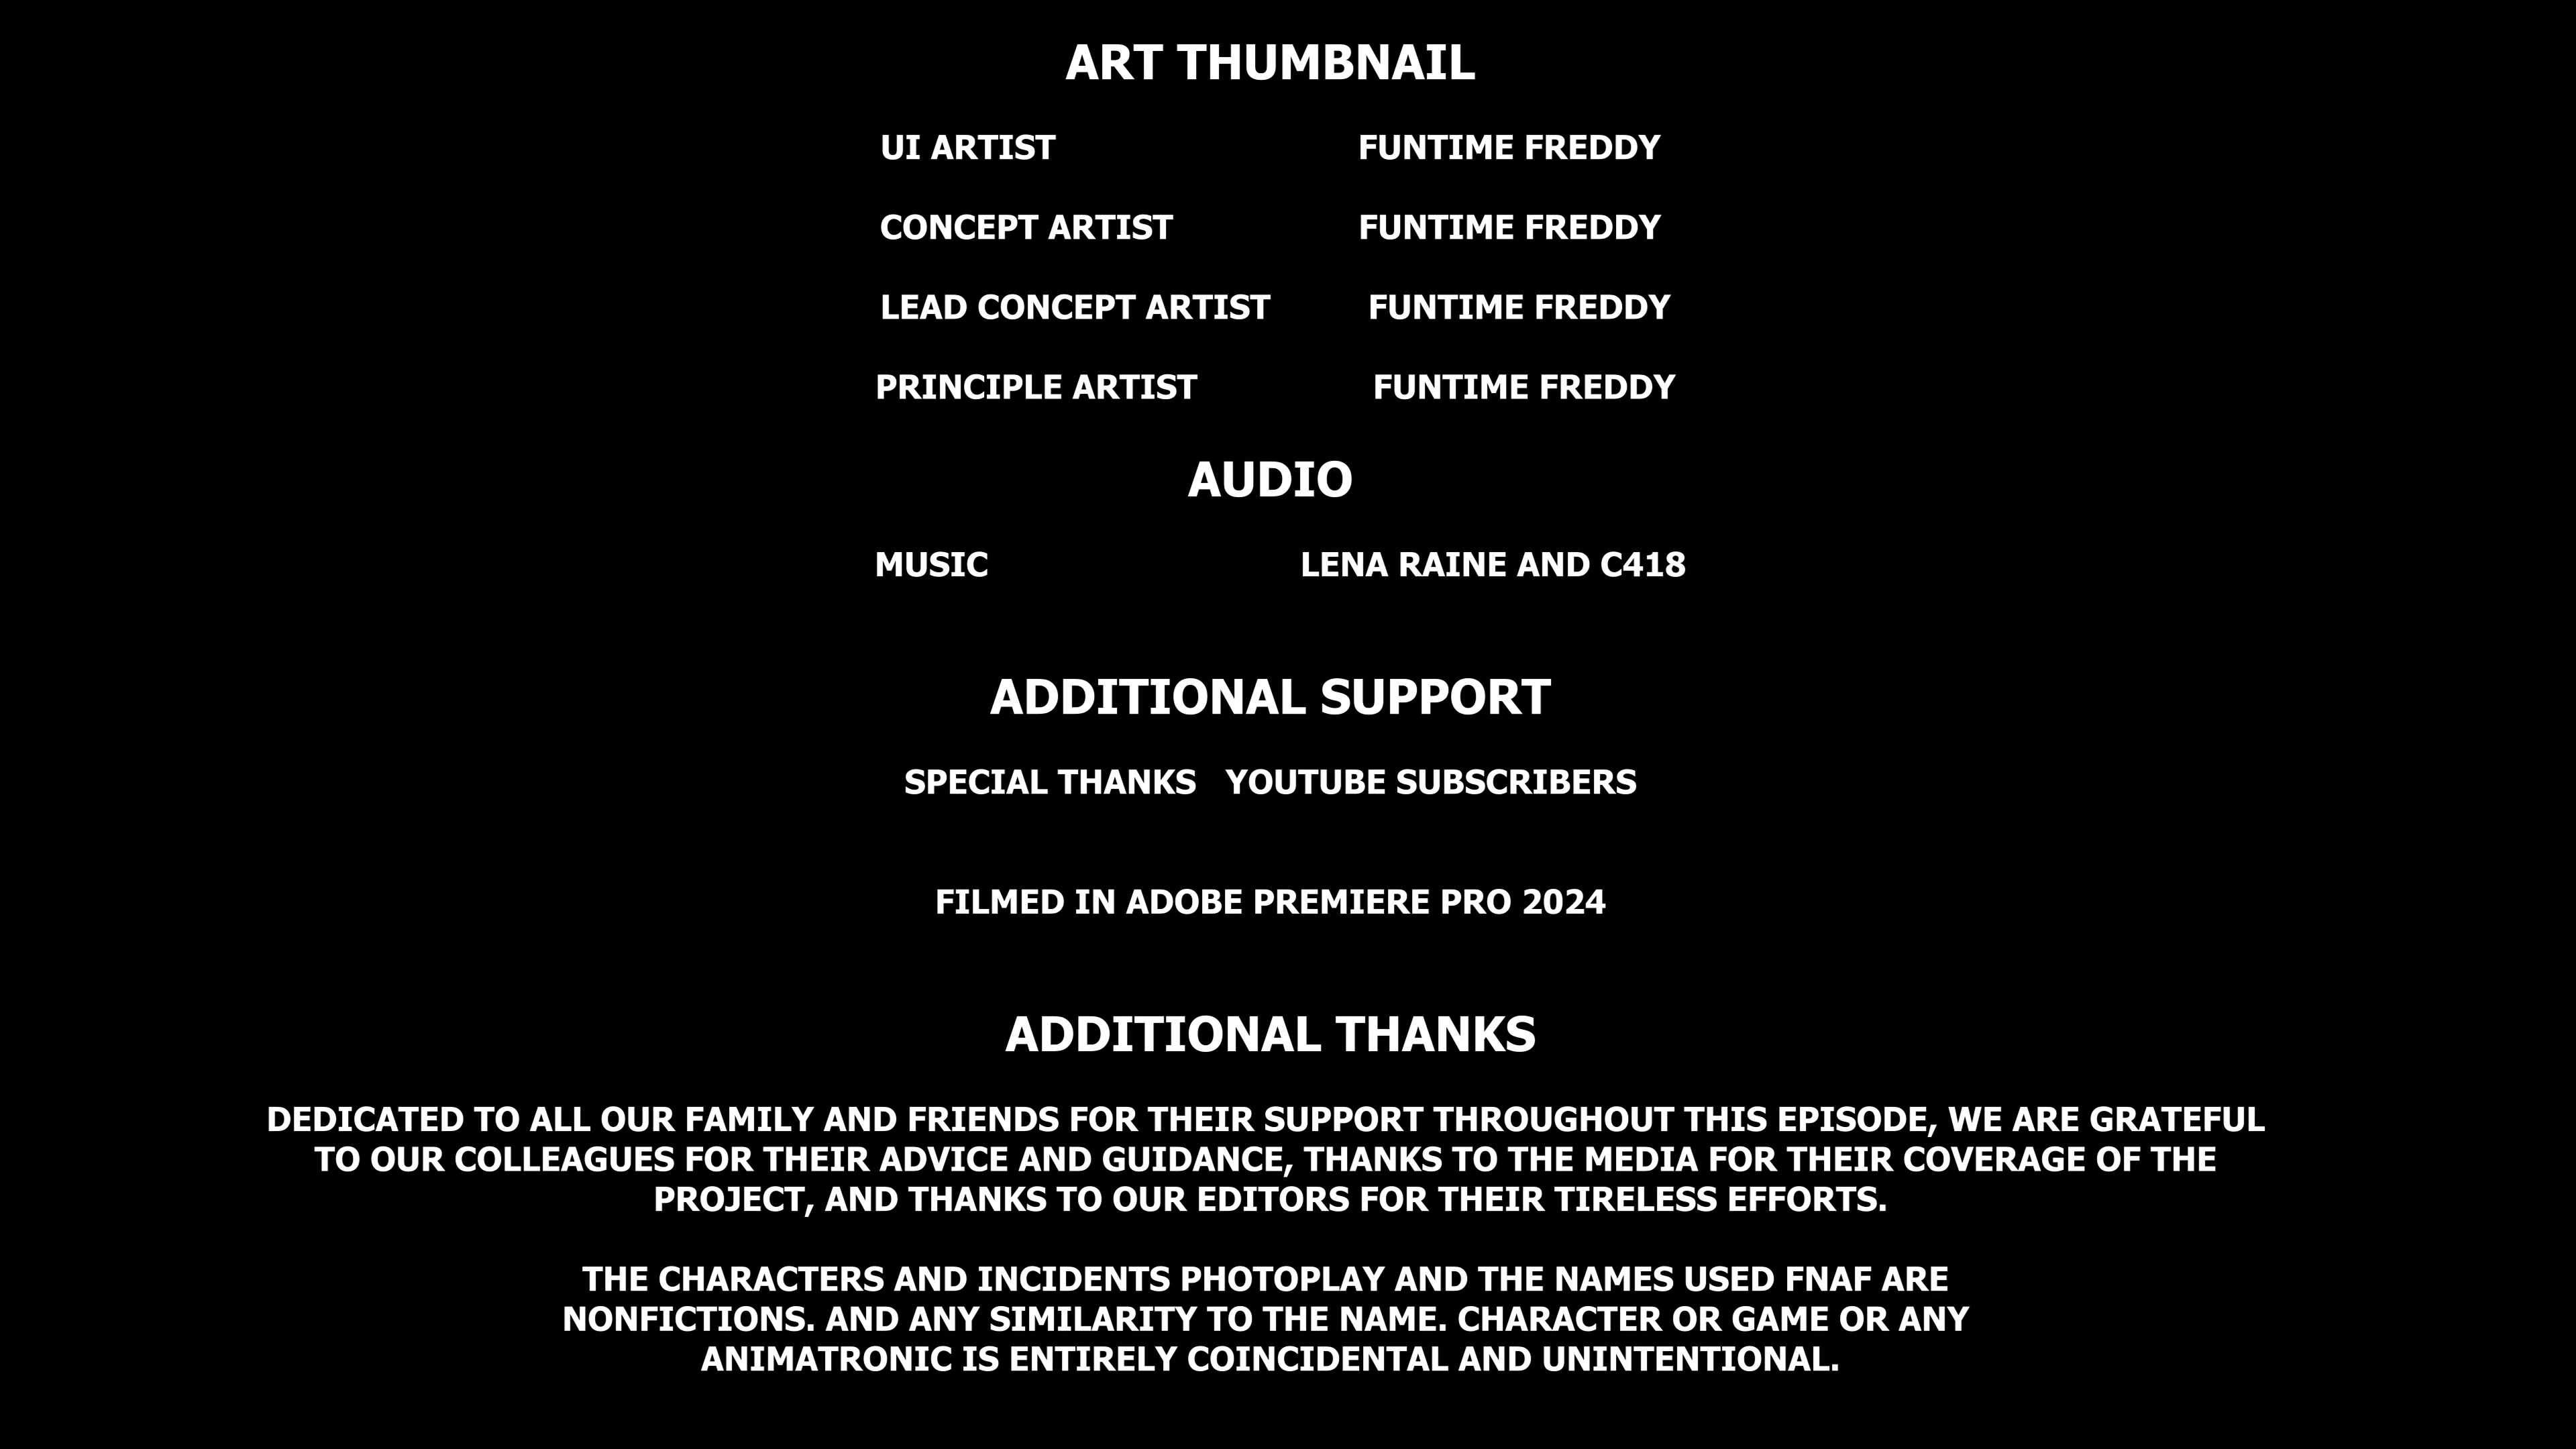 ART THUMBNAIL
UI ARTIST FUNTIME FREDDY
CONCEPT ARTIST FUNTIME FREDDY
LEAD CONCEPT ARTIST FUNTIME FREDDY
PRINCIPLE ARTIST FUNTIME FREDDY
AUDIO
MUSIC LENA RAINE AND C418
ADDITIONAL SUPPORT
SPECIAL THANKS YOUTUBE SUBSCRIBERS
FILMED IN ADOBE PREMIERE PRO 2024
ADDITIONAL THANKS
DEDICATED TO ALL OUR FAMILY AND FRIENDS FOR THEIR SUPPORT THROUGHOUT THIS EPISODE, WE ARE GRATEFUL
TO OUR COLLEAGUES FOR THEIR ADVICE AND GUIDANCE, THANKS TO THE MEDIA FOR THEIR COVERAGE OF THE
PROJECT, AND THANKS TO OUR EDITORS FOR THEIR TIRELESS EFFORTS.
THE CHARACTERS AND INCIDENTS PHOTOPLAY AND THE NAMES USED FNAF ARE
NONFICTIONS. AND ANY SIMILARITY TO THE NAME. CHARACTER OR GAME OR ANY
ANIMATRONIC IS ENTIRELY COINCIDENTAL AND UNINTENTIONAL.